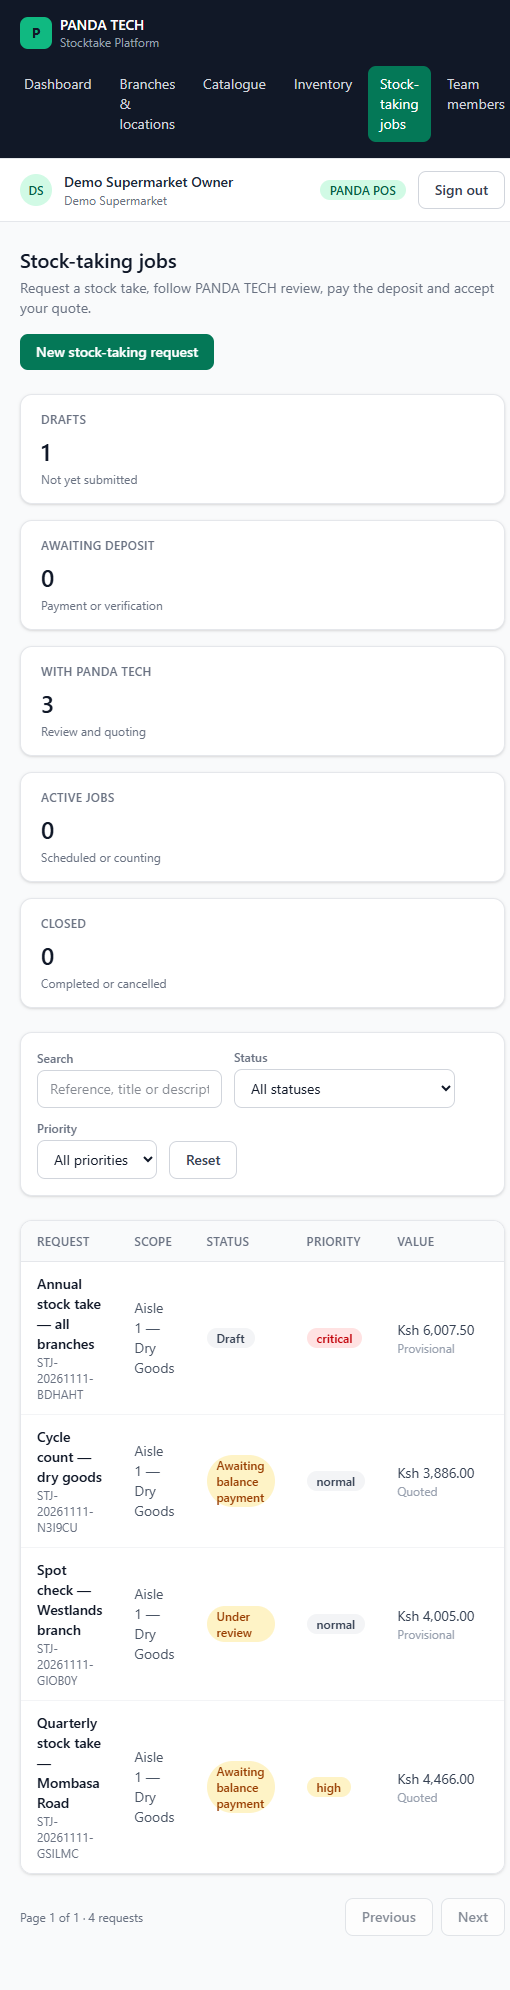 P
PANDA TECH
Stocktake Platform
Dashboard
Branches
&
locations
Catalogue
Inventory
Stock-
taking
jobs
Team
members
DS
Demo Supermarket Owner
Demo Supermarket
PANDA POS
Sign out
Stock-taking jobs
Request a stock take, follow PANDA TECH review, pay the deposit and accept
your quote.
New stock-taking request
DRAFTS
1
Not yet submitted
AWAITING DEPOSIT
0
Payment or verification
WITH PANDA TECH
3
Review and quoting
ACTIVE JOBS
0
Scheduled or counting
CLOSED
0
Completed or cancelled
Search
Reference, title or descript
Status
All statuses
Priority
All priorities
Reset
REQUEST SCOPE STATUS PRIORITY VALUE
Annual
stock take
— all
branches
STJ-
20261111-
BDHAHT
Aisle
1 —
Dry
Goods
Draft
critical
Ksh 6,007.50
Provisional
Cycle
count —
dry goods
STJ-
20261111-
N3I9CU
Aisle
1 —
Dry
Goods
Awaiting
balance
payment
normal
Ksh 3,886.00
Quoted
Spot
check —
Westlands
branch
STJ-
20261111-
GIOB0Y
Aisle
1 —
Dry
Goods
Under
review
normal
Ksh 4,005.00
Provisional
Quarterly
stock take
—
Mombasa
Road
STJ-
20261111-
GSILMC
Aisle
1 —
Dry
Goods
Awaiting
balance
payment
high
Ksh 4,466.00
Quoted
Page 1 of 1 · 4 requests
Previous
Next